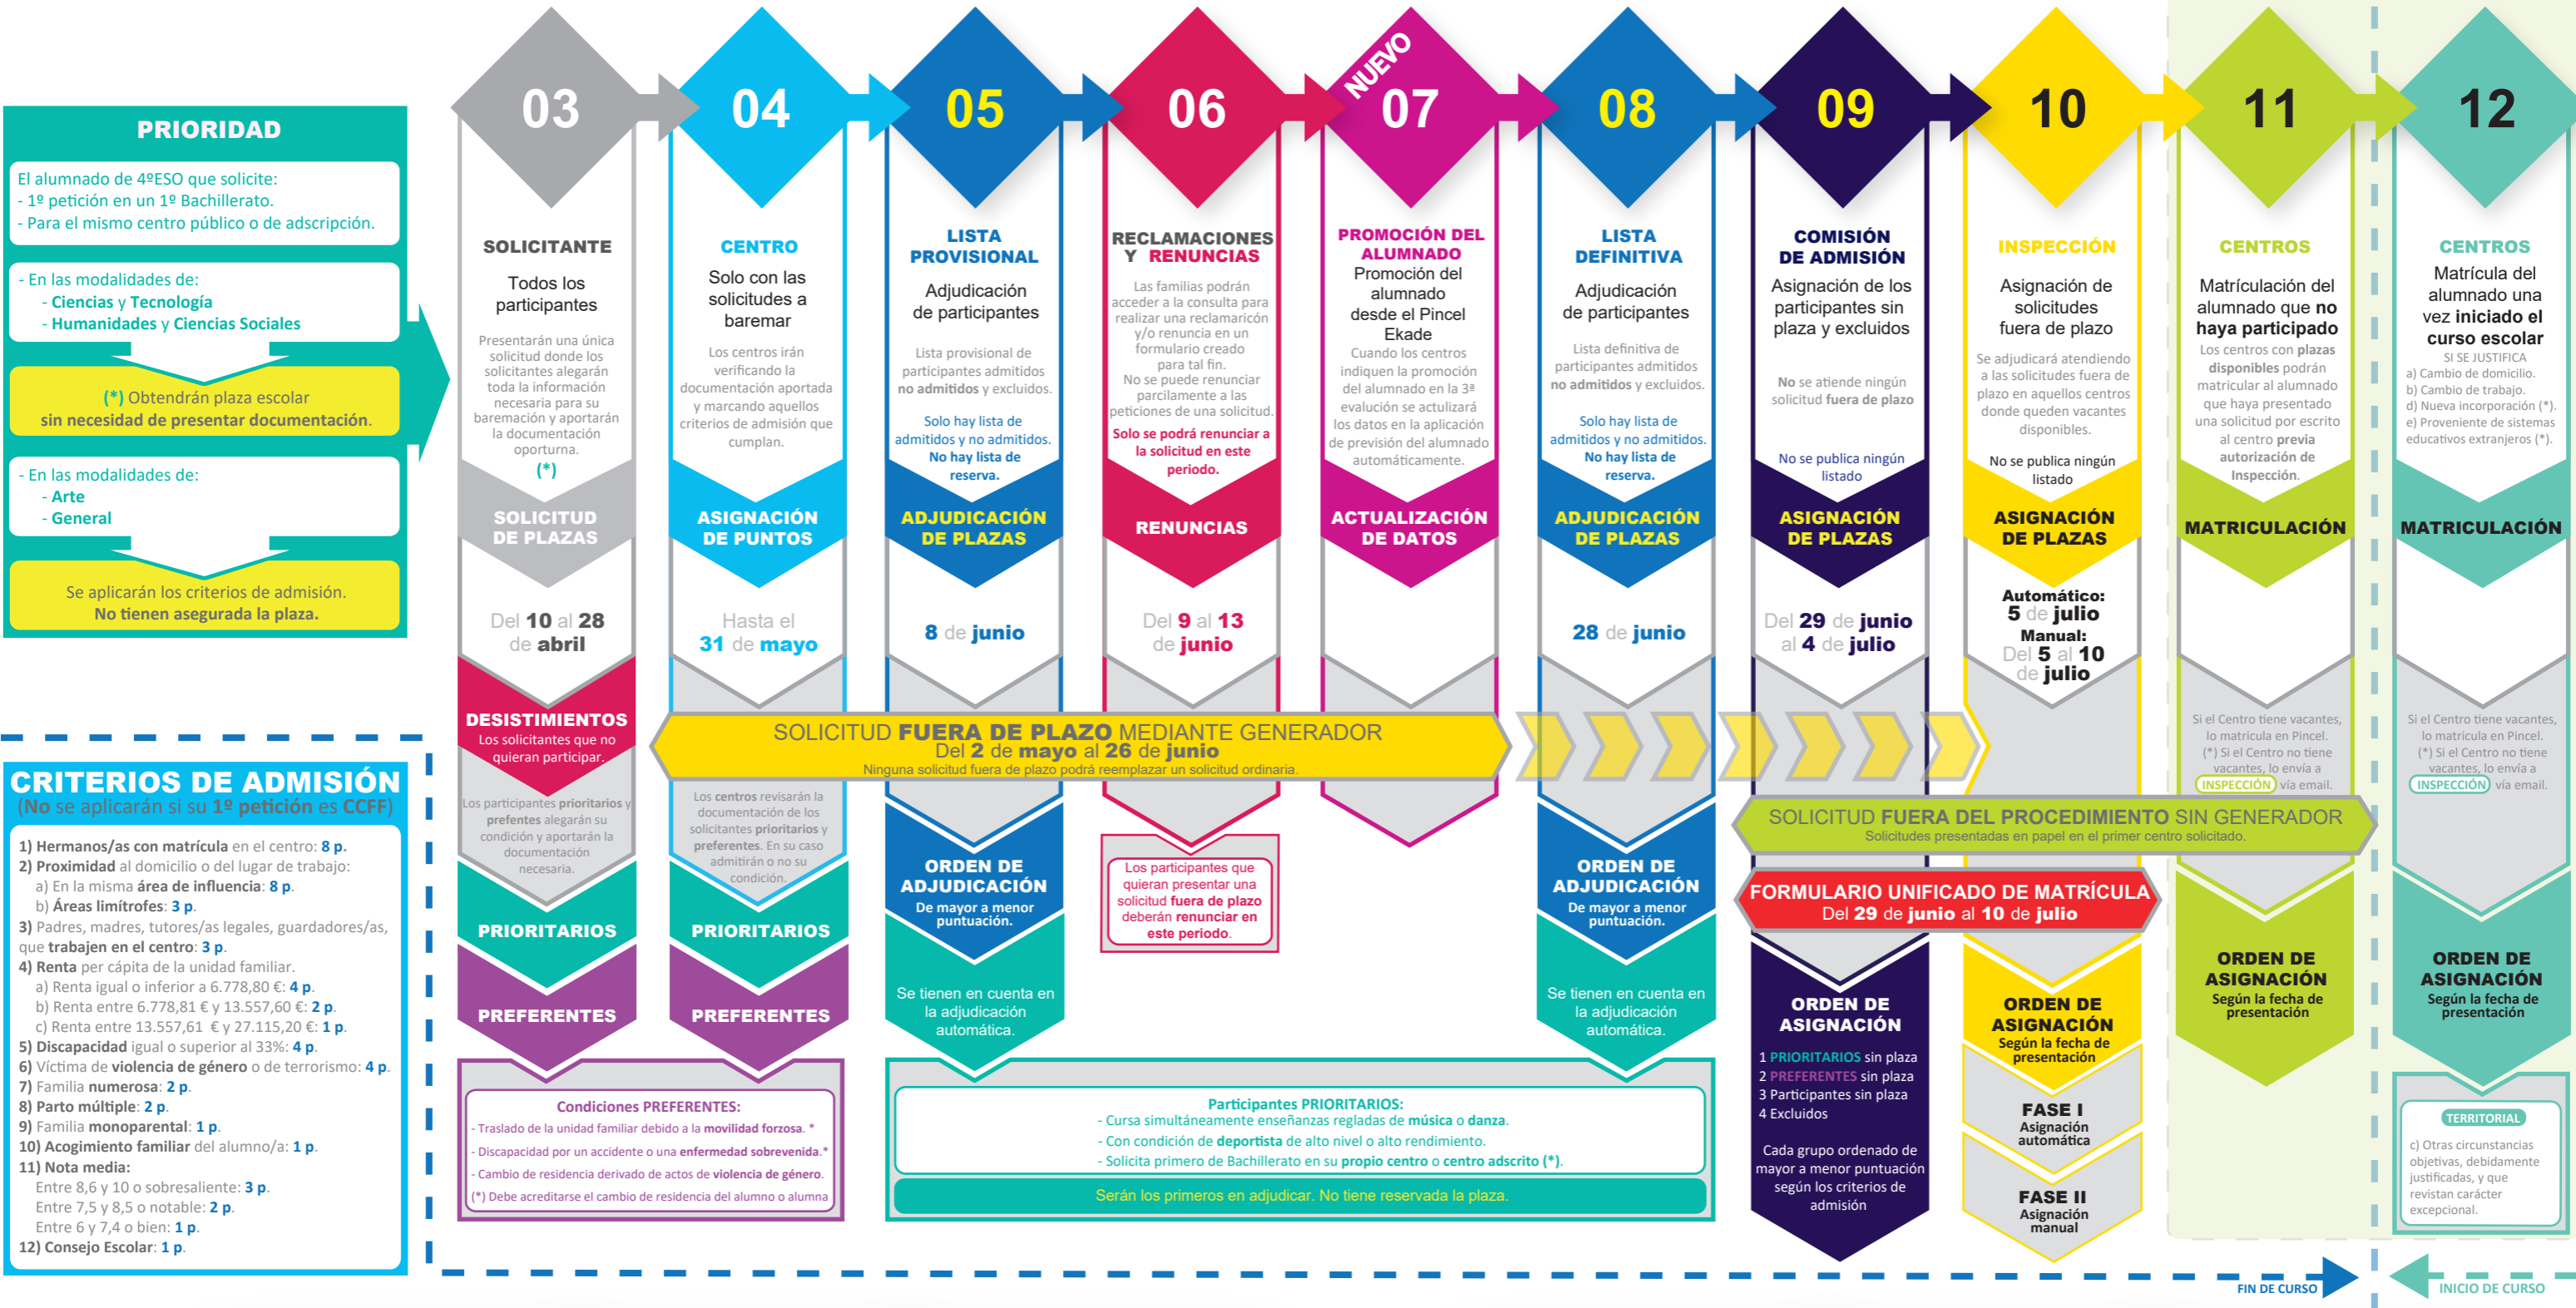 PRIORIDAD
El alumnado de 4ºESO que solicite:
- 1º petición en un 1º Bachillerato.
- Para el mismo centro público o de adscripción.
- En las modalidades de:
- Ciencias y Tecnología
- Humanidades y Ciencias Sociales
(*) Obtendrán plaza escolar
sin necesidad de presentar documentación.
- En las modalidades de:
- Arte
- General
Se aplicarán los criterios de admisión.
No tienen asegurada la plaza.
CRITERIOS DE ADMISIÓN
(No se aplicarán si su 1º petición es CCFF)
1) Hermanos/as con matrícula en el centro: 8 p.
2) Proximidad al domicilio o del lugar de trabajo:
a) En la misma área de influencia: 8 p.
b) Áreas limítrofes: 3 p.
3) Padres, madres, tutores/as legales, guardadores/as,
que trabajen en el centro: 3 p.
4) Renta per cápita de la unidad familiar.
a) Renta igual o inferior a 6.778,80 €: 4 p.
b) Renta entre 6.778,81 € y 13.557,60 €: 2 p.
c) Renta entre 13.557,61 € y 27.115,20 €: 1 p.
5) Discapacidad igual o superior al 33%: 4 p.
6) Víctima de violencia de género o de terrorismo: 4 p.
7) Familia numerosa: 2 p.
8) Parto múltiple: 2 p.
9) Familia monoparental: 1 p.
10) Acogimiento familiar del alumno/a: 1 p.
11) Nota media:
Entre 8,6 y 10 o sobresaliente: 3 p.
Entre 7,5 y 8,5 o notable: 2 p.
Entre 6 y 7,4 o bien: 1 p.
12) Consejo Escolar: 1 p.
03
SOLICITANTE
Todos los
participantes
Presentarán una única
solicitud donde los
solicitantes alegarán
toda la información
necesaria para su
baremación y aportarán
la documentación
oporturna.
(*)
SOLICITUD
DE PLAZAS
Del 10 al 28
de abril
DESISTIMIENTOS
Los solicitantes que no
quieran participar.
Los participantes prioritarios y
prefentes alegarán su
condición y aportarán la
documentación
necesaria.
PRIORITARIOS
PREFERENTES
04
CENTRO
Solo con las
solicitudes a
baremar
Los centros irán
verificando la
documentación aportada
y marcando aquellos
criterios de admisión que
cumplan.
ASIGNACIÓN
DE PUNTOS
Hasta el
31 de mayo
Los centros revisarán la
documentación de los
solicitantes prioritarios y
preferentes. En su caso
admitirán o no su
condición.
PRIORITARIOS
PREFERENTES
Condiciones PREFERENTES:
- Traslado de la unidad familiar debido a la movilidad forzosa. *
- Discapacidad por un accidente o una enfermedad sobrevenida.*
- Cambio de residencia derivado de actos de violencia de género.
(*) Debe acreditarse el cambio de residencia del alumno o alumna
05
LISTA
PROVISIONAL
Adjudicación
de participantes
Lista provisional de
participantes admitidos
no admitidos y excluidos.
Solo hay lista de
admitidos y no admitidos.
No hay lista de
reserva.
ADJUDICACIÓN
DE PLAZAS
8 de junio
ORDEN DE
ADJUDICACIÓN
De mayor a menor
puntuación.
Se tienen en cuenta en
la adjudicación
automática.
06
RECLAMACIONES
Y RENUNCIAS
Las familias podrán
acceder a la consulta para
realizar una reclamaricón
y/o renuncia en un
formulario creado
para tal fin.
No se puede renunciar
parcilamente a las
peticiones de una solicitud.
Solo se podrá renunciar a
la solicitud en este
periodo.
RENUNCIAS
Del 9 al 13
de junio
Los participantes que
quieran presentar una
solicitud fuera de plazo
deberán renunciar en
este periodo.
NUEVO
07
PROMOCIÓN DEL
ALUMNADO
Promoción del
alumnado
desde el Pincel
Ekade
Cuando los centros
indiquen la promoción
del alumnado en la 3ª
evalución se actulizará
los datos en la aplicación
de previsión del alumnado
automáticamente.
ACTUALIZACIÓN
DE DATOS
SOLICITUD FUERA DE PLAZO MEDIANTE GENERADOR
Del 2 de mayo al 26 de junio
Ninguna solicitud fuera de plazo podrá reemplazar un solicitud ordinaria.
08
LISTA
DEFINITIVA
Adjudicación
de participantes
Lista definitiva de
participantes admitidos
no admitidos y excluidos.
Solo hay lista de
admitidos y no admitidos.
No hay lista de
reserva.
ADJUDICACIÓN
DE PLAZAS
28 de junio
ORDEN DE
ADJUDICACIÓN
De mayor a menor
puntuación.
Se tienen en cuenta en
la adjudicación
automática.
Participantes PRIORITARIOS:
- Cursa simultáneamente enseñanzas regladas de música o danza.
- Con condición de deportista de alto nivel o alto rendimiento.
- Solicita primero de Bachillerato en su propio centro o centro adscrito (*).
Serán los primeros en adjudicar. No tiene reservada la plaza.
09
COMISIÓN
DE ADMISIÓN
Asignación de los
participantes sin
plaza y excluidos
No se atiende ningún
solicitud fuera de plazo
No se publica ningún
listado
ASIGNACIÓN
DE PLAZAS
Del 29 de junio
al 4 de julio
SOLICITUD FUERA DEL PROCEDIMIENTO SIN GENERADOR
Solicitudes presentadas en papel en el primer centro solicitado.
FORMULARIO UNIFICADO DE MATRÍCULA
Del 29 de junio al 10 de julio
ORDEN DE
ASIGNACIÓN
1 PRIORITARIOS sin plaza
2 PREFERENTES sin plaza
3 Participantes sin plaza
4 Excluidos
Cada grupo ordenado de
mayor a menor puntuación
según los criterios de
admisión
10
INSPECCIÓN
Asignación de
solicitudes
fuera de plazo
Se adjudicará atendiendo
a las solicitudes fuera de
plazo en aquellos centros
donde queden vacantes
disponibles.
No se publica ningún
listado
ASIGNACIÓN
DE PLAZAS
Automático:
5 de julio
Manual:
Del 5 al 10
de julio
ORDEN DE
ASIGNACIÓN
Según la fecha de
presentación
FASE I
Asignación
automática
FASE II
Asignación
manual
11
CENTROS
Matrículación del
alumnado que no
haya participado
Los centros con plazas
disponibles podrán
matricular al alumnado
que haya presentado
una solicitud por escrito
al centro previa
autorización de
Inspección.
MATRICULACIÓN
Si el Centro tiene vacantes,
lo matricula en Pincel.
(*) Si el Centro no tiene
vacantes, lo envía a
INSPECCIÓN vía email.
ORDEN DE
ASIGNACIÓN
Según la fecha de
presentación
12
CENTROS
Matrícula del
alumnado una
vez iniciado el
curso escolar
SI SE JUSTIFICA
a) Cambio de domicilio.
b) Cambio de trabajo.
d) Nueva incorporación (*).
e) Proveniente de sistemas
educativos extranjeros (*).
MATRICULACIÓN
Si el Centro tiene vacantes,
lo matricula en Pincel.
(*) Si el Centro no tiene
vacantes, lo envía a
INSPECCIÓN vía email.
ORDEN DE
ASIGNACIÓN
Según la fecha de
presentación
TERRITORIAL
c) Otras circunstancias
objetivas, debidamente
justificadas, y que
revistan carácter
excepcional.
FIN DE CURSO
INICIO DE CURSO